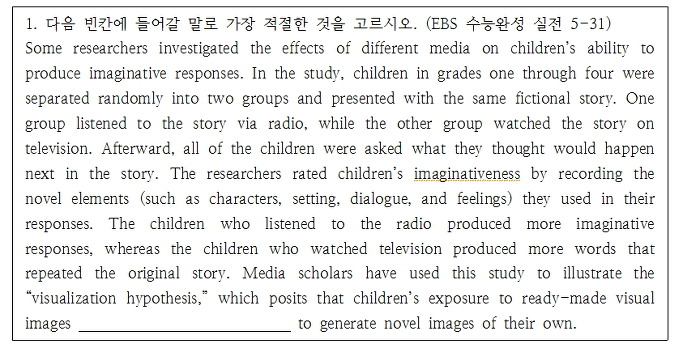 1. 다음 빈칸에 들어갈 말로 가장 적절한 것을 고르시오. (EBS 수능완성 실전 5-31)
Some researchers investigated the effects of different media on children's ability to
produce imaginative responses. In the study, children in grades one through four were
separated randomly into two groups and presented with the same fictional story. One
group listened to the story via radio, while the other group watched the story on
television. Afterward, all of the children were asked what they thought would happen
next in the story. The researchers rated children's imaginativeness by recording the
novel elements (such as characters, setting, dialogue, and feelings) they used in their
responses. The children who listened to the radio produced more imaginative
responses, whereas the children who watched television produced more words that
repeated the original story. Media scholars have used this study to illustrate the
“visualization hypothesis,” which posits that children's exposure to ready-made visual
images ______________________________ to generate novel images of their own.